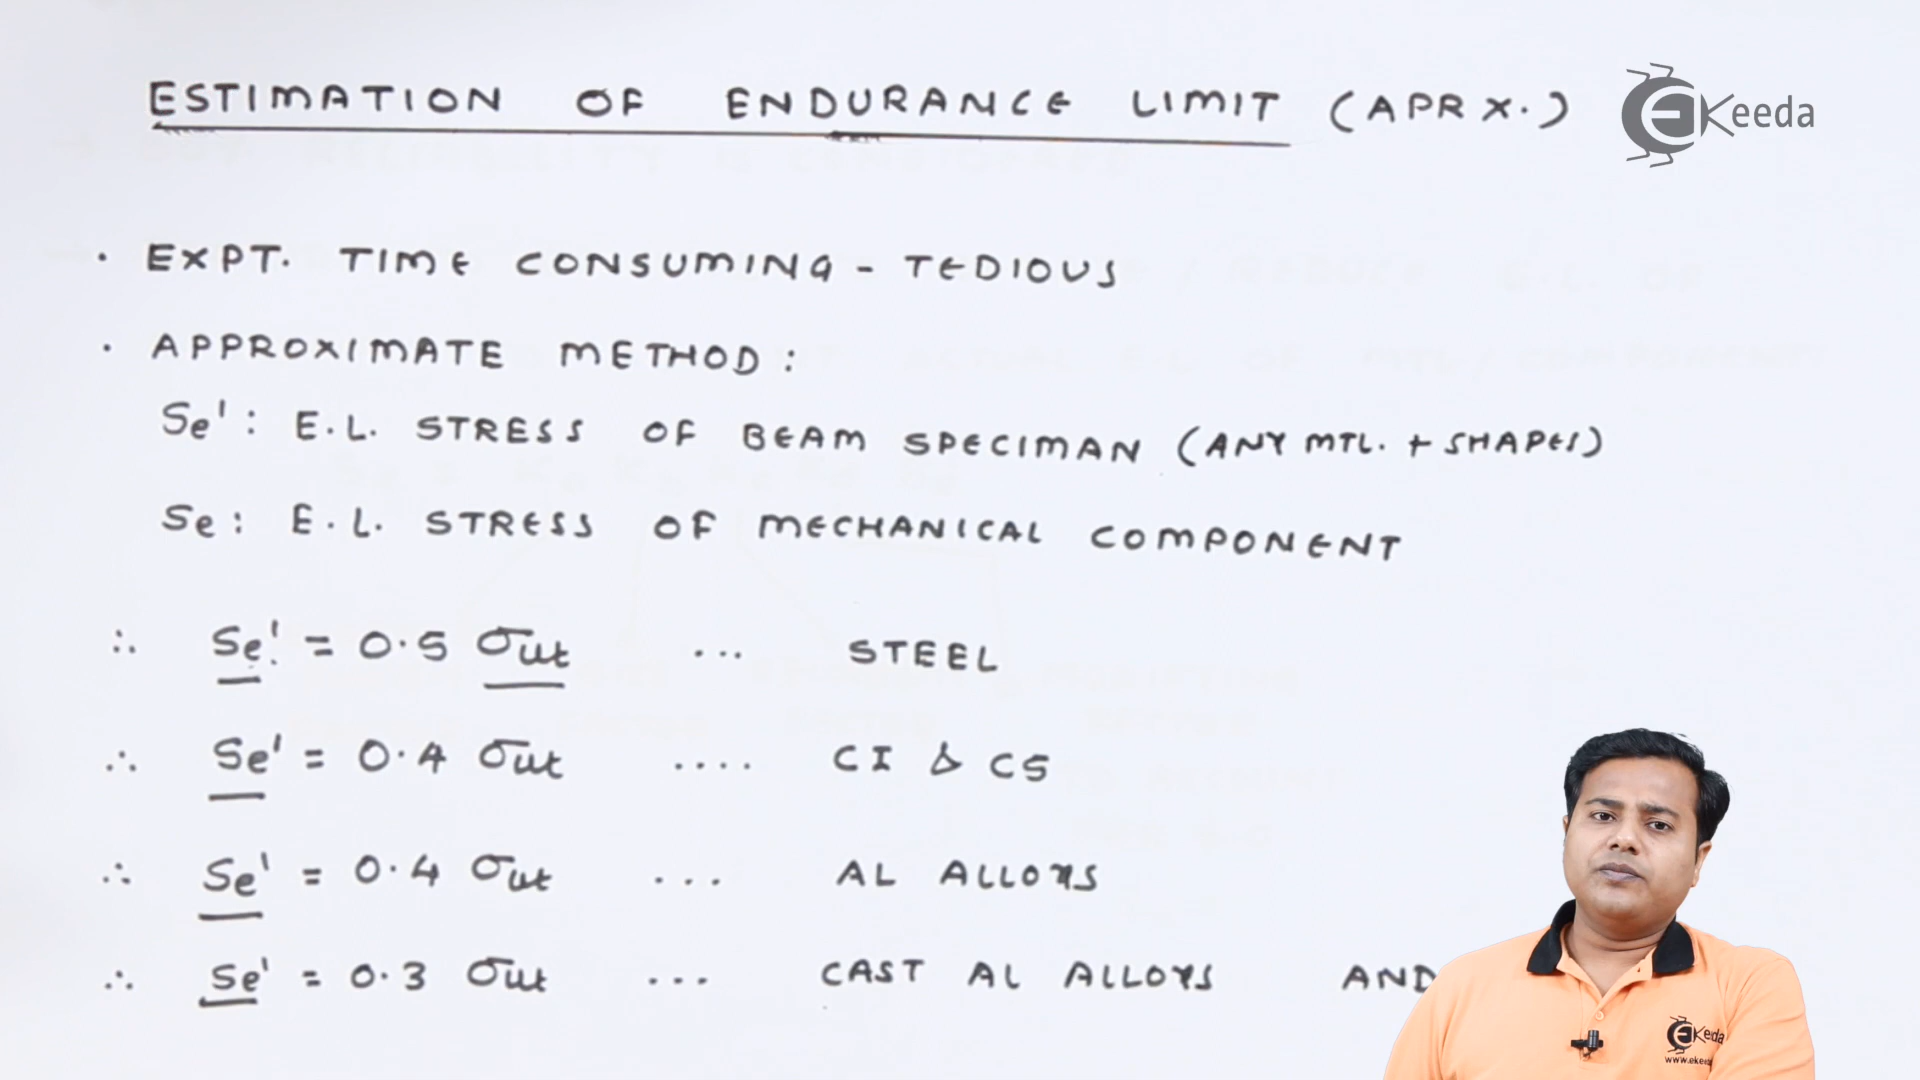 ESTIMATION OF ENDURANCE LIMIT (APRX.)
EKeeda
· EXPT. TIME CONSUMING - TEDIOUS
· APPROXIMATE METHOD:
Se': E.L. STRESS OF BEAM SPECIMAN (ANY MTL. + SHAPES)
Se: E.L. STRESS OF MECHANICAL COMPONENT
∴ Se' = 0.5 σut ... STEEL
∴ Se' = 0.4 σut .... CI & CS
∴ Se' = 0.4 σut ... AL ALLOYS
∴ Se' = 0.3 σut ... CAST AL ALLOYS AND
EKeeda